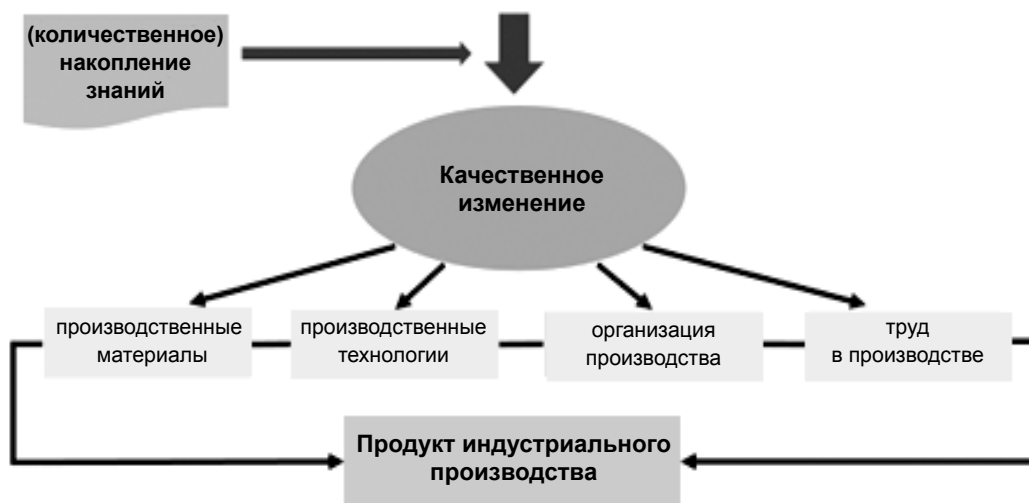 (количественное)
накопление
знаний
Качественное
изменение
производственные
материалы
производственные
технологии
организация
производства
труд
в производстве
Продукт индустриального
производства